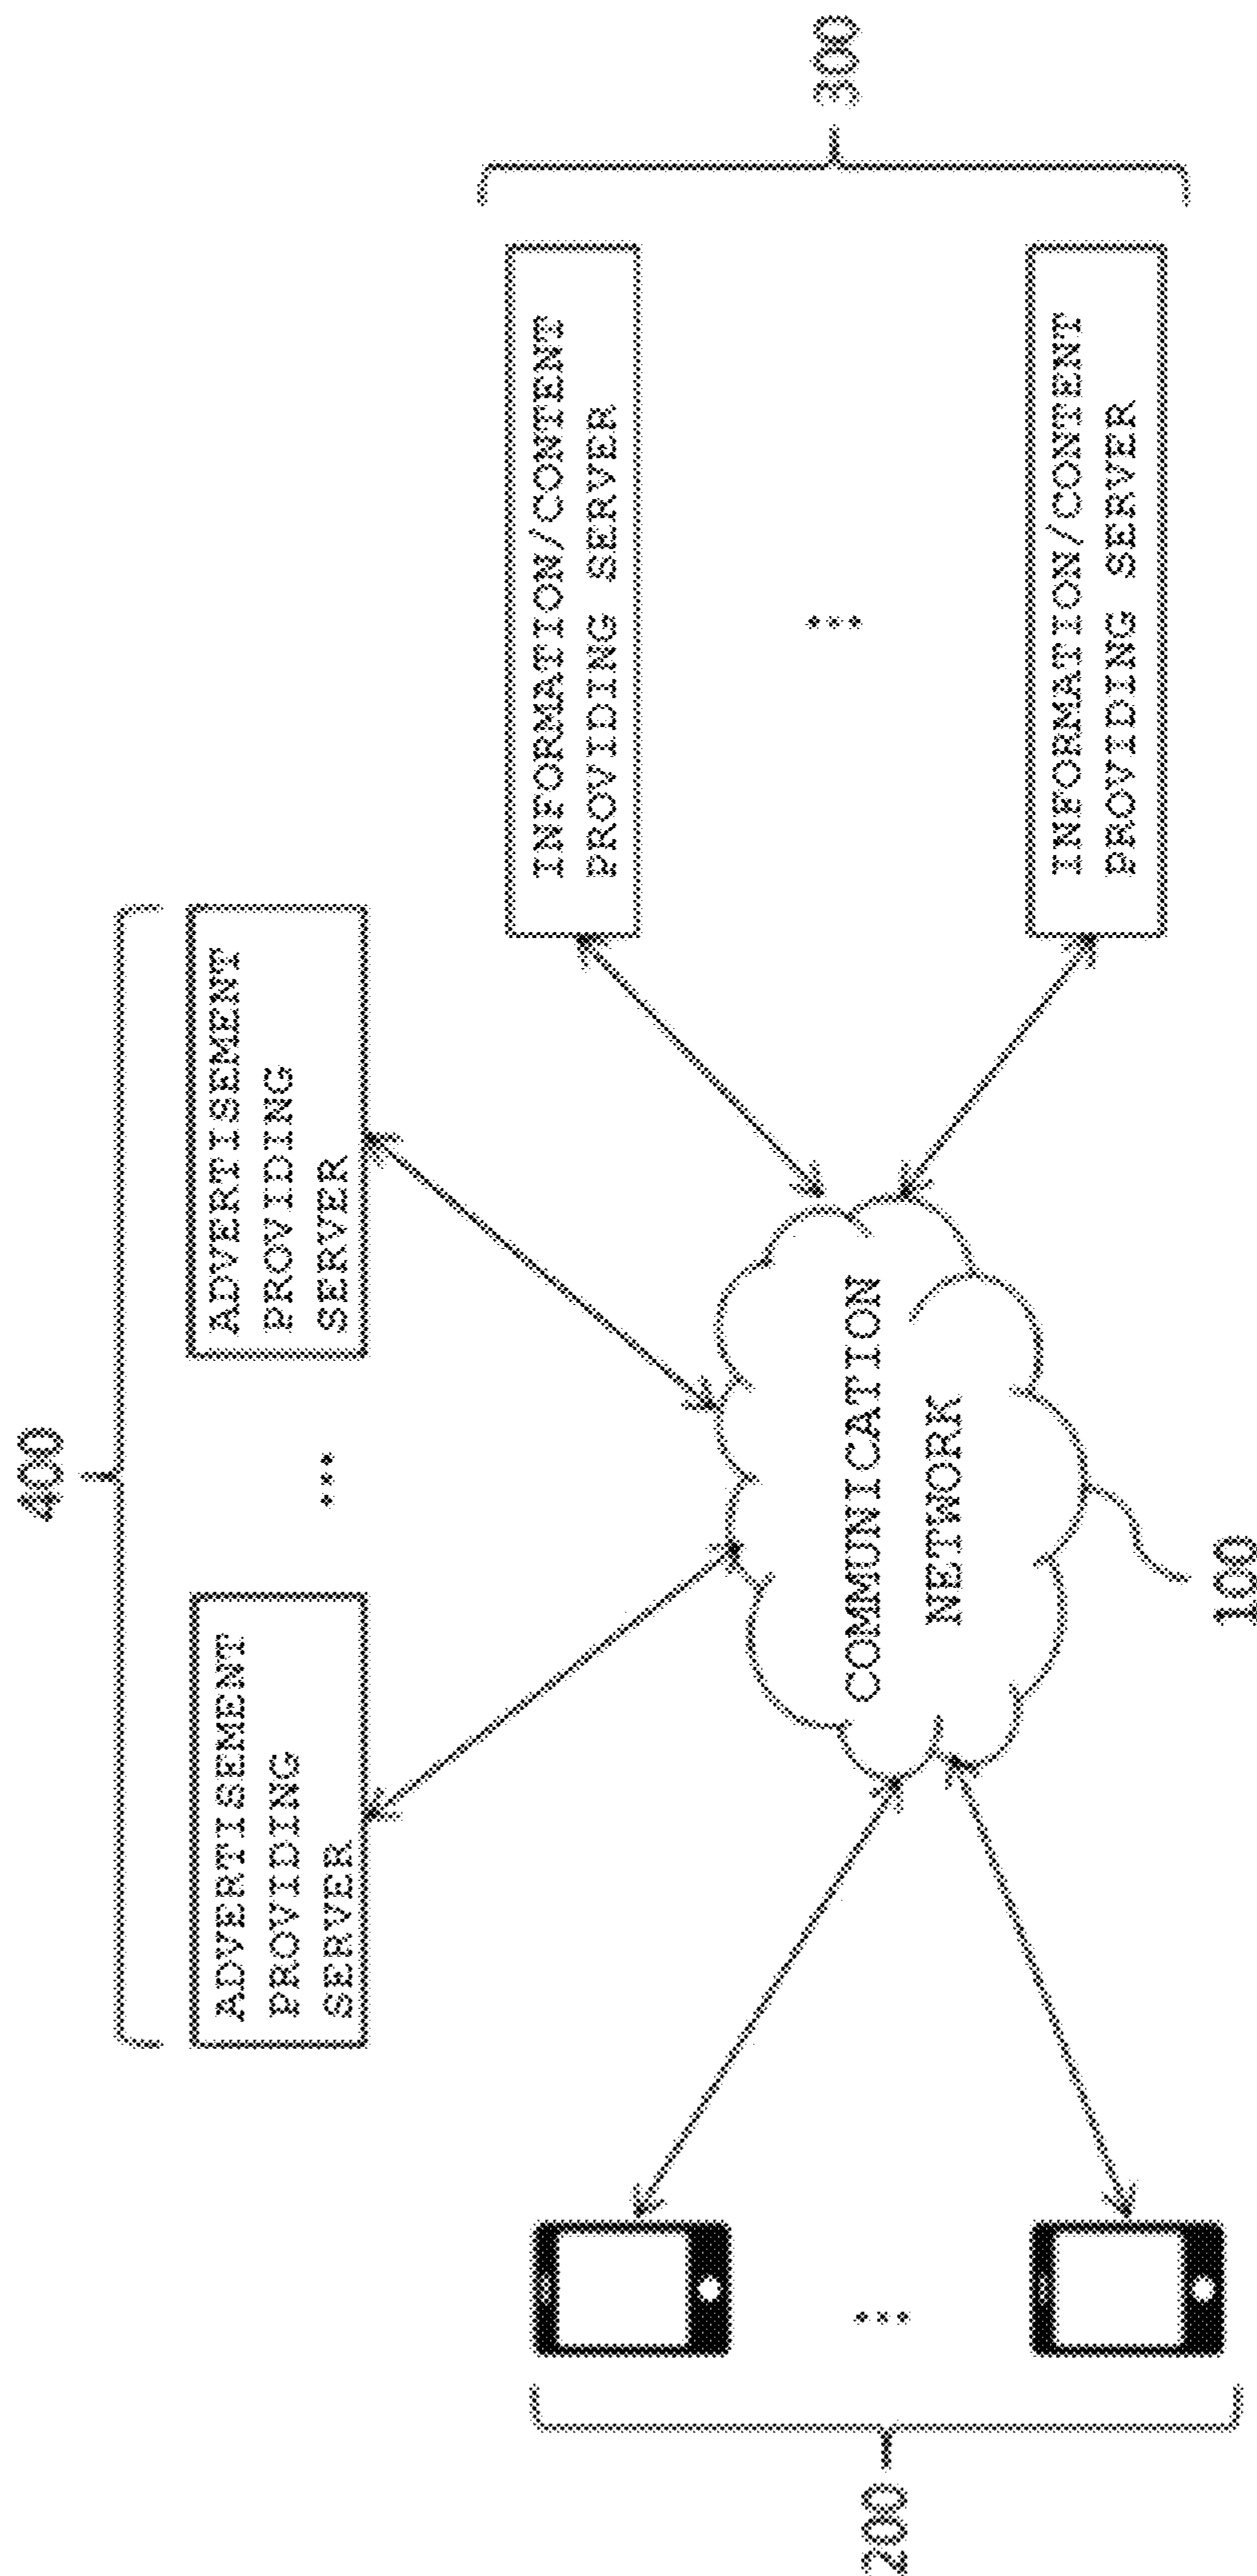 400
ADVERTISEMENT
PROVIDING
SERVER
...
ADVERTISEMENT
PROVIDING
SERVER
200
...
COMMUNICATION
NETWORK
100
INFORMATION/CONTENT
PROVIDING SERVER
...
INFORMATION/CONTENT
PROVIDING SERVER
300